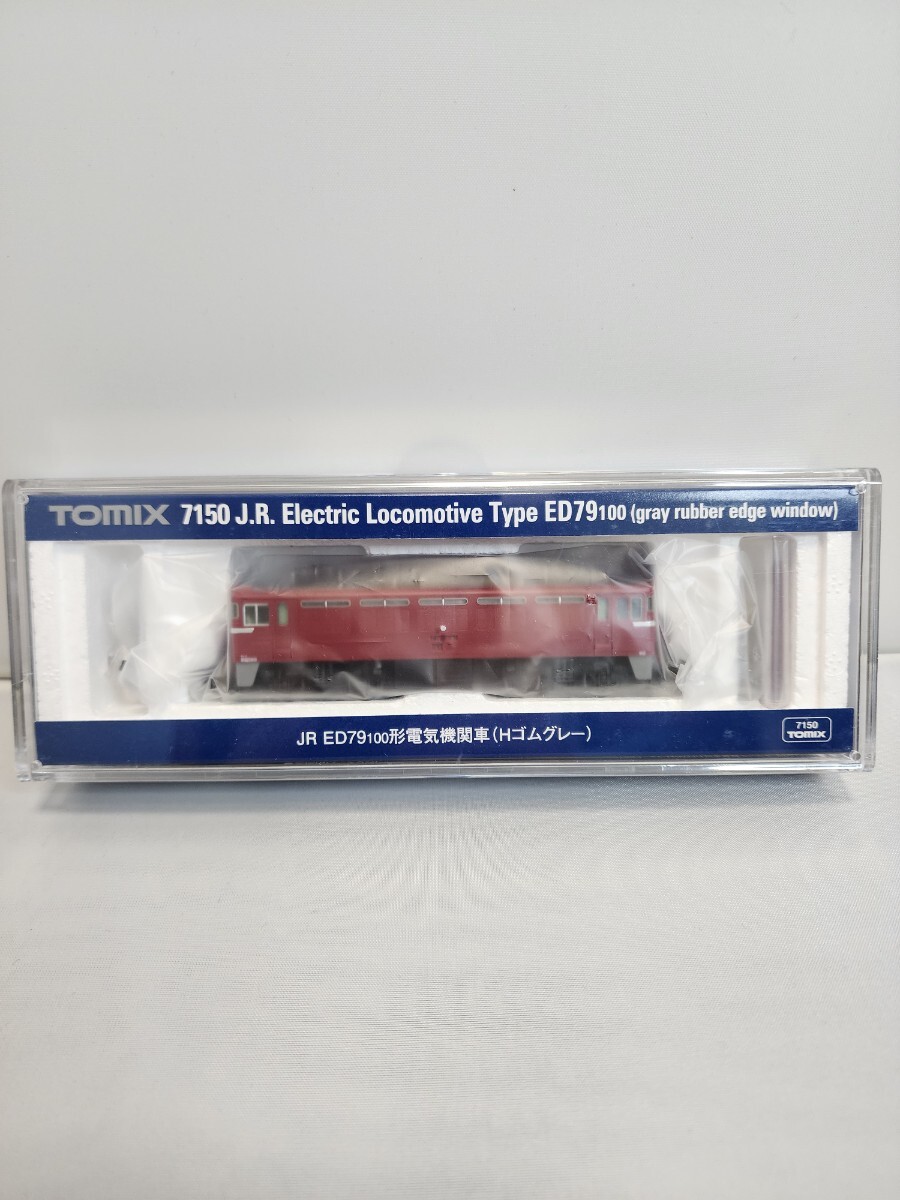 TOMIX 7150 J.R. Electric Locomotive Type ED79100 (gray rubber edge window)
JR ED79100形電気機関車(Hゴムグレー)
7150
TOMIX